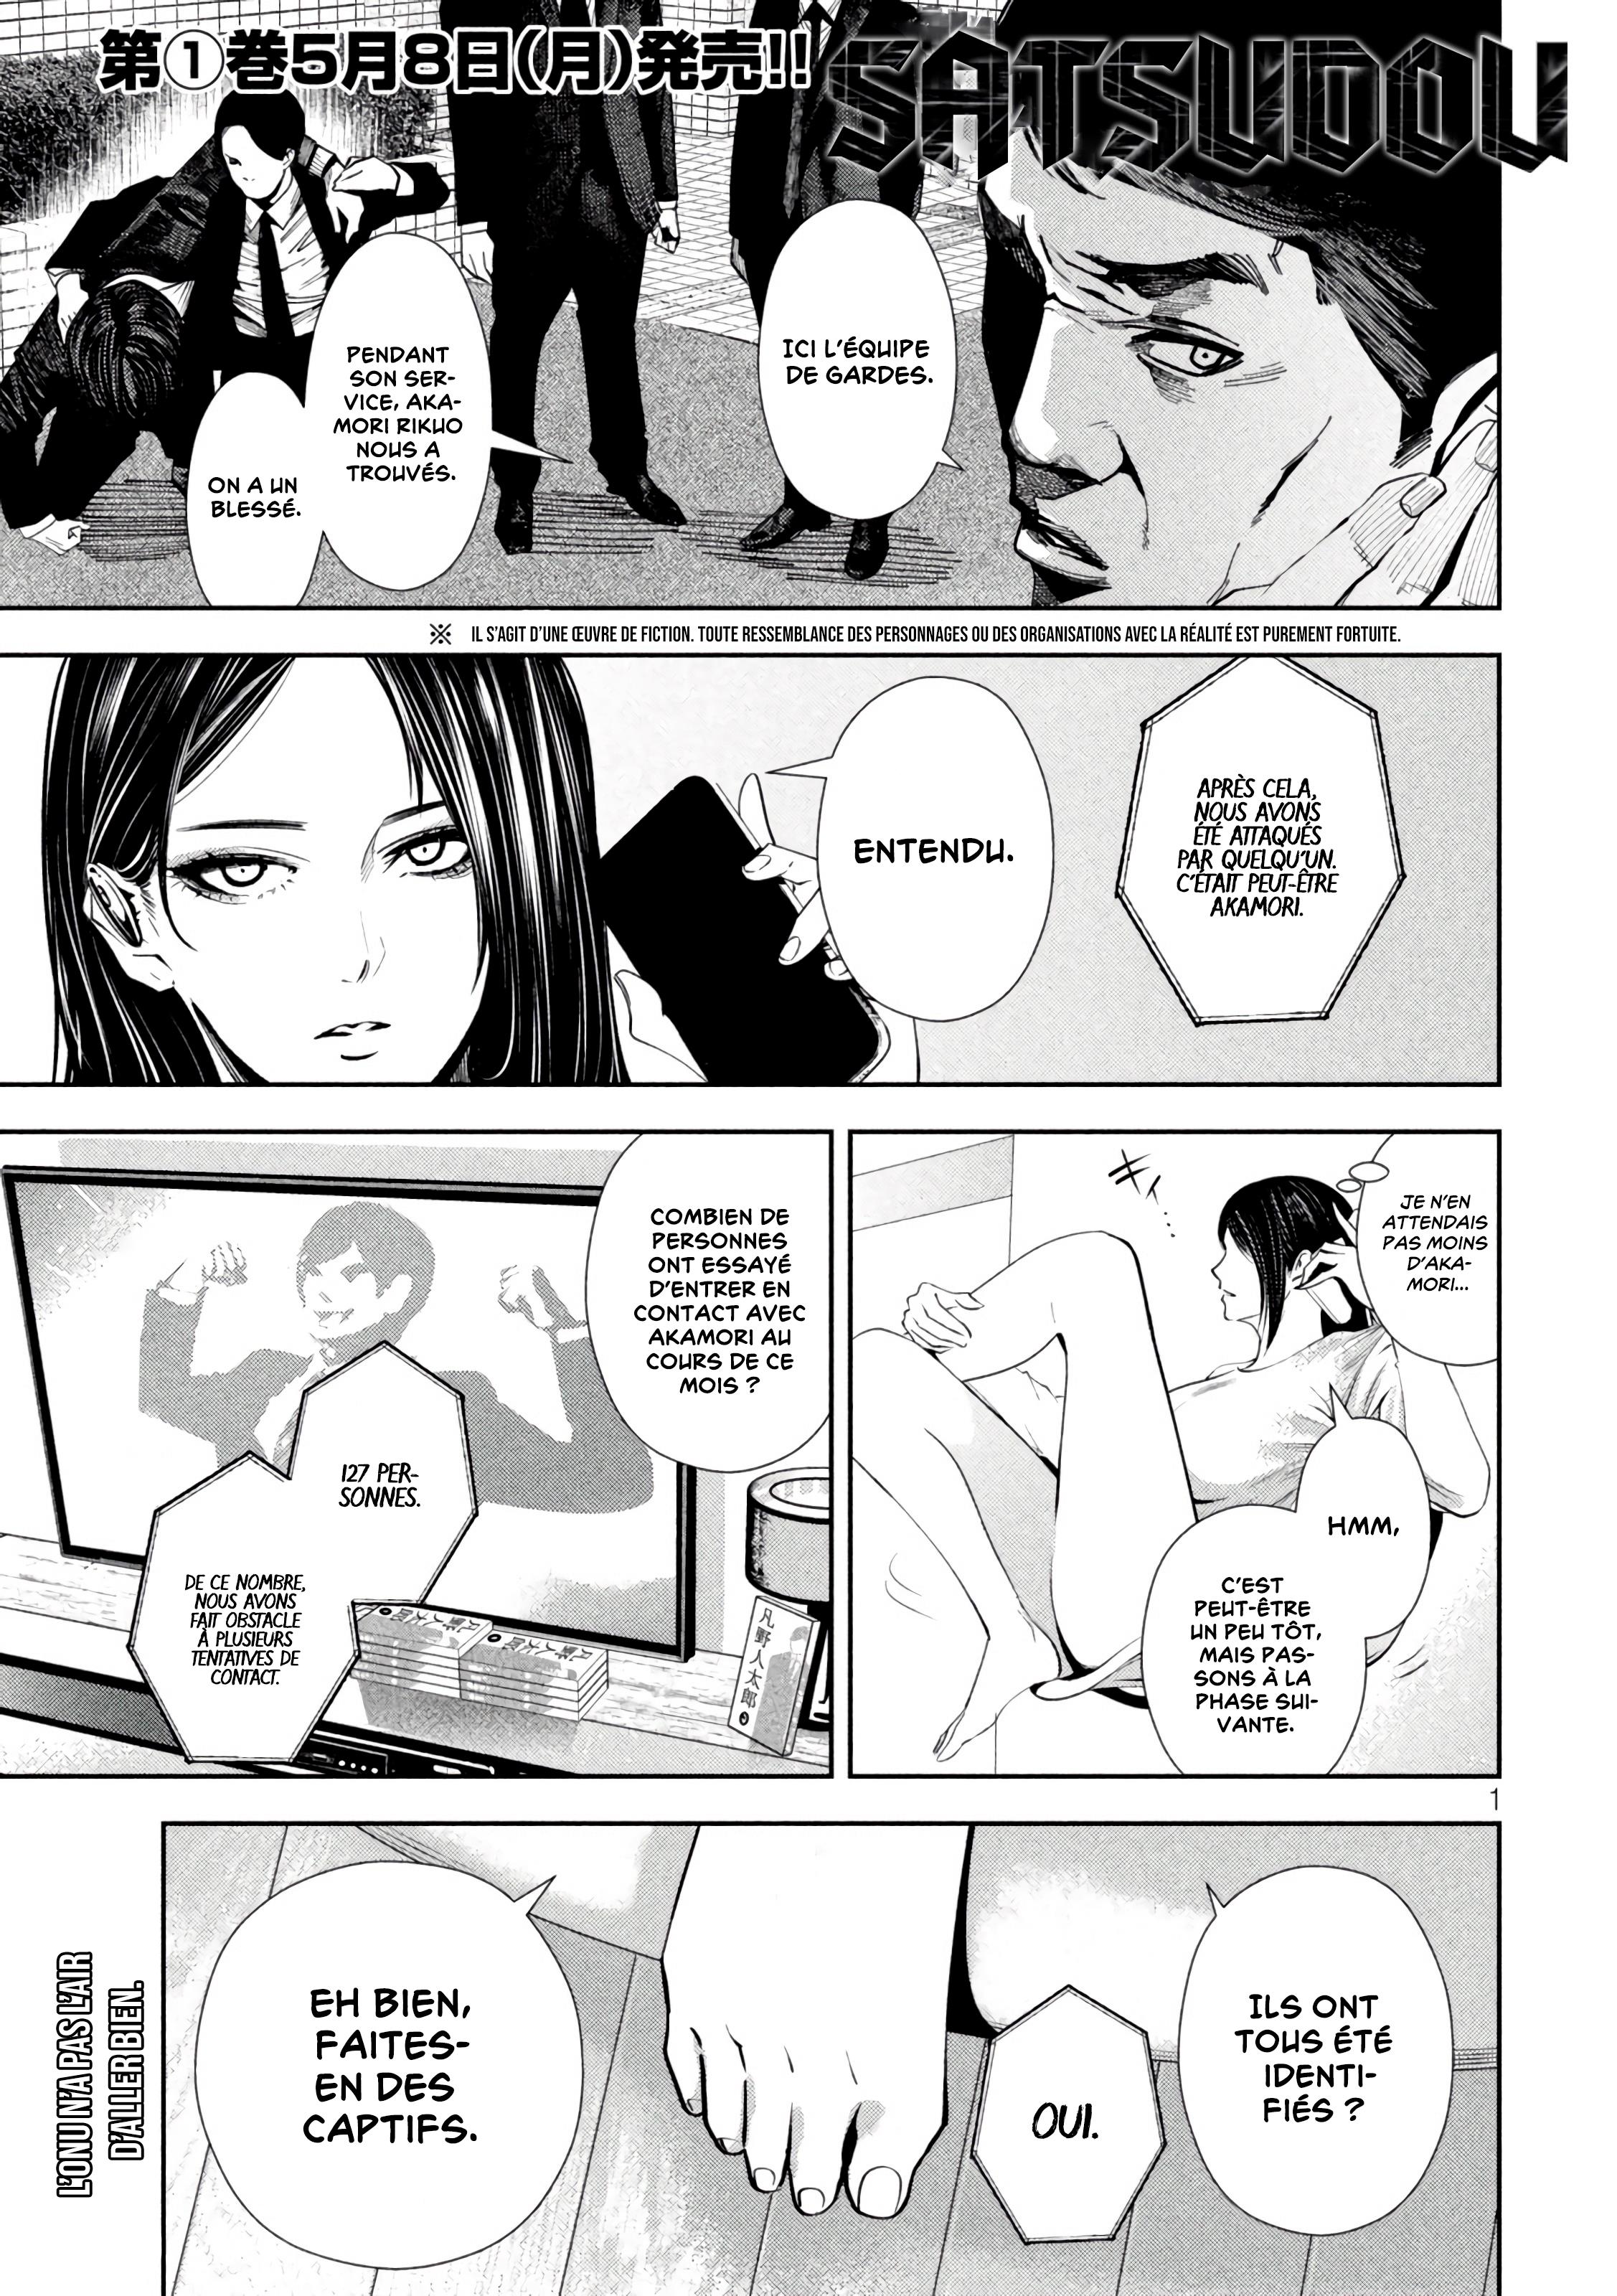 第①巻5月8日(月)発売!!
SATSUDOU
ICI L'ÉQUIPE
DE GARDES.
PENDANT
SON SER-
VICE, AKA-
MORI RIKUO
NOUS A
TROUVÉS.
ON A UN
BLESSÉ.
※ IL S'AGIT D'UNE ŒUVRE DE FICTION. TOUTE RESSEMBLANCE DES PERSONNAGES OU DES ORGANISATIONS AVEC LA RÉALITÉ EST PUREMENT FORTUITE.
APRÈS CELA,
NOUS AVONS
ÉTÉ ATTAQUÉS
PAR QUELQU'UN.
C'ÉTAIT PEUT-ÊTRE
AKAMORI.
ENTENDU.
JE N'EN
ATTENDAIS
PAS MOINS
D'AKA-
MORI...
HMM,
C'EST
PEUT-ÊTRE
UN PEU TÔT,
MAIS PAS-
SONS À LA
PHASE SUI-
VANTE.
COMBIEN DE
PERSONNES
ONT ESSAYÉ
D'ENTRER EN
CONTACT AVEC
AKAMORI AU
COURS DE CE
MOIS ?
127 PER-
SONNES.
DE CE NOMBRE,
NOUS AVONS
FAIT OBSTACLE
À PLUSIEURS
TENTATIVES DE
CONTACT.
凡野人太郎
1
ILS ONT
TOUS ÉTÉ
IDENTI-
FIÉS ?
OUI.
EH BIEN,
FAITES-
EN DES
CAPTIFS.
L'ONU N'A PAS L'AIR
D'ALLER BIEN.